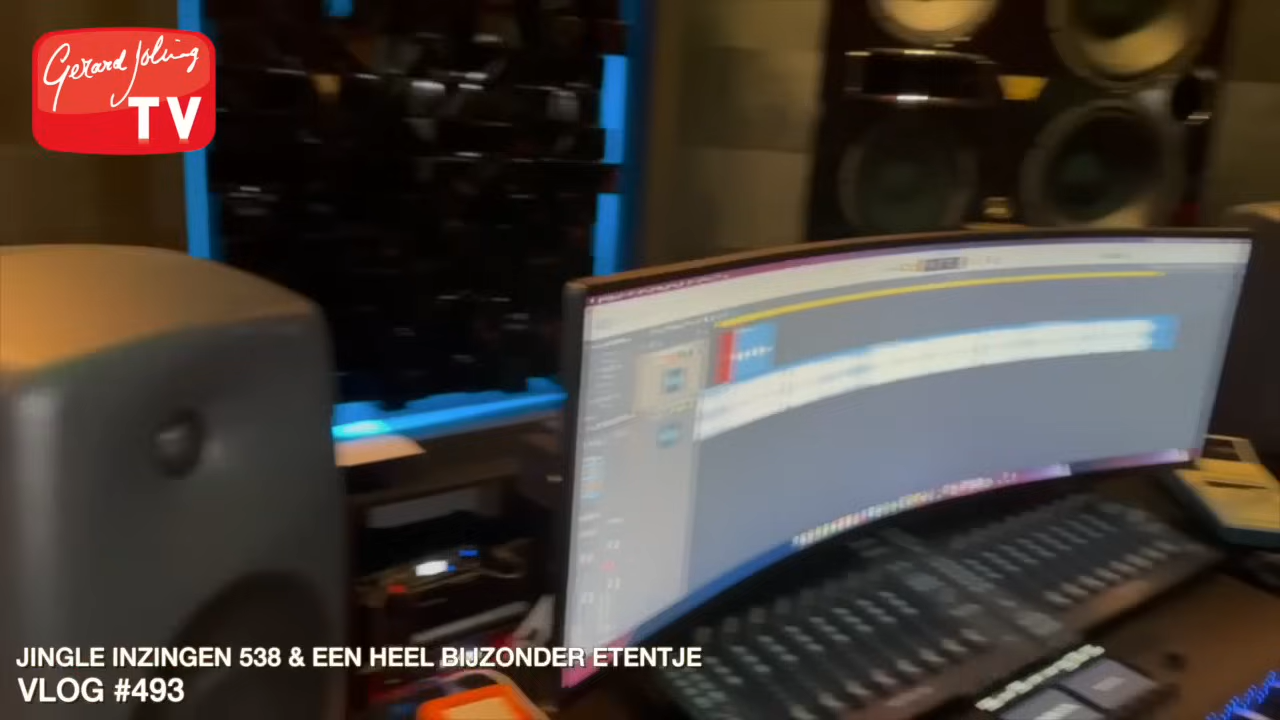 Gerard Joling
TV
JINGLE INZINGEN 538 & EEN HEEL BIJZONDER ETENTJE
VLOG #493